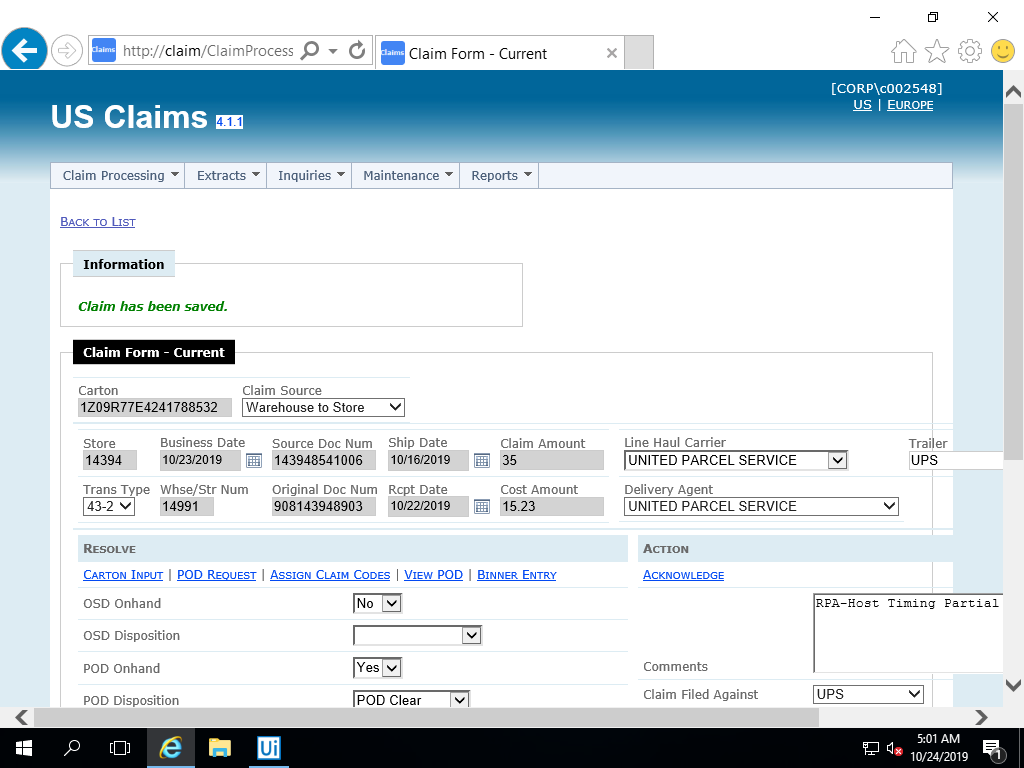 Claims
http://claim/ClaimProcess
Claims
Claim Form - Current
[CORP\c002548]
US | EUROPE
US Claims 4.1.1
Claim Processing Extracts Inquiries Maintenance Reports
BACK TO LIST
Information
Claim has been saved.
Claim Form - Current
Carton Claim Source
1Z09R77E4241788532 Warehouse to Store
Store Business Date Source Doc Num Ship Date Claim Amount Line Haul Carrier Trailer
14394 10/23/2019 143948541006 10/16/2019 35 UNITED PARCEL SERVICE UPS
Trans Type Whse/Str Num Original Doc Num Rcpt Date Cost Amount Delivery Agent
43-2 14991 908143948903 10/22/2019 15.23 UNITED PARCEL SERVICE
RESOLVE ACTION
CARTON INPUT | POD REQUEST | ASSIGN CLAIM CODES | VIEW POD | BINNER ENTRY ACKNOWLEDGE
OSD Onhand No RPA-Host Timing Partial
OSD Disposition
POD Onhand Yes Comments
POD Disposition POD Clear Claim Filed Against UPS
Ui
5:01 AM
10/24/2019
1